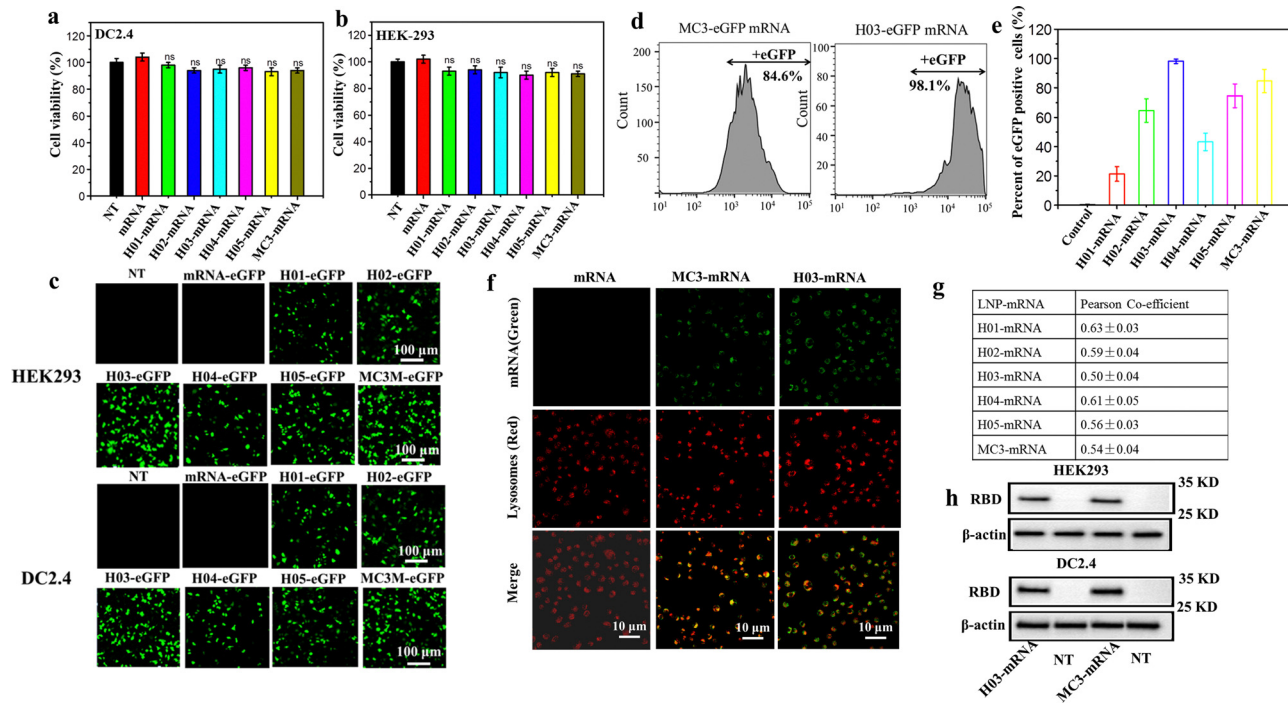 a
DC2.4
Cell viability (%)
140
120
100
80
60
40
20
0
ns ns ns ns ns ns
NT
mRNA
H01-mRNA
H02-mRNA
H03-mRNA
H04-mRNA
H05-mRNA
MC3-mRNA
b
HEK-293
Cell viability (%)
140
120
100
80
60
40
20
0
ns ns ns ns ns ns
NT
mRNA
H01-mRNA
H02-mRNA
H03-mRNA
H04-mRNA
H05-mRNA
MC3-mRNA
d
MC3-eGFP mRNA
+eGFP
84.6%
Count
200
150
100
50
0
10¹ 10² 10³ 10⁴ 10⁵
H03-eGFP mRNA
+eGFP
98.1%
Count
100
80
60
40
20
0
10¹ 10² 10³ 10⁴ 10⁵
e
Percent of eGFP positive cells (%)
120
100
80
60
40
20
0
Control
H01-mRNA
H02-mRNA
H03-mRNA
H04-mRNA
H05-mRNA
MC3-mRNA
c
NT mRNA-eGFP H01-eGFP H02-eGFP
100 μm
HEK293
H03-eGFP H04-eGFP H05-eGFP MC3M-eGFP
100 μm
NT mRNA-eGFP H01-eGFP H02-eGFP
100 μm
DC2.4
H03-eGFP H04-eGFP H05-eGFP MC3M-eGFP
100 μm
f
mRNA MC3-mRNA H03-mRNA
mRNA(Green)
Lysosomes (Red)
Merge
10 μm 10 μm 10 μm
g
LNP-mRNA Pearson Co-efficient
H01-mRNA 0.63±0.03
H02-mRNA 0.59±0.04
H03-mRNA 0.50±0.04
H04-mRNA 0.61±0.05
H05-mRNA 0.56±0.03
MC3-mRNA 0.54±0.04
h
HEK293
RBD
35 KD
25 KD
β-actin
DC2.4
RBD
35 KD
25 KD
β-actin
H03-mRNA NT MC3-mRNA NT